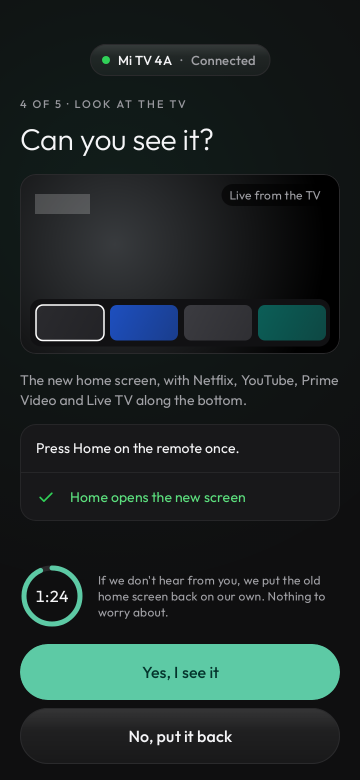 Mi TV 4A · Connected
4 OF 5 · LOOK AT THE TV
Can you see it?
Live from the TV
The new home screen, with Netflix, YouTube, Prime
Video and Live TV along the bottom.
Press Home on the remote once.
Home opens the new screen
1:24
If we don't hear from you, we put the old
home screen back on our own. Nothing to
worry about.
Yes, I see it
No, put it back